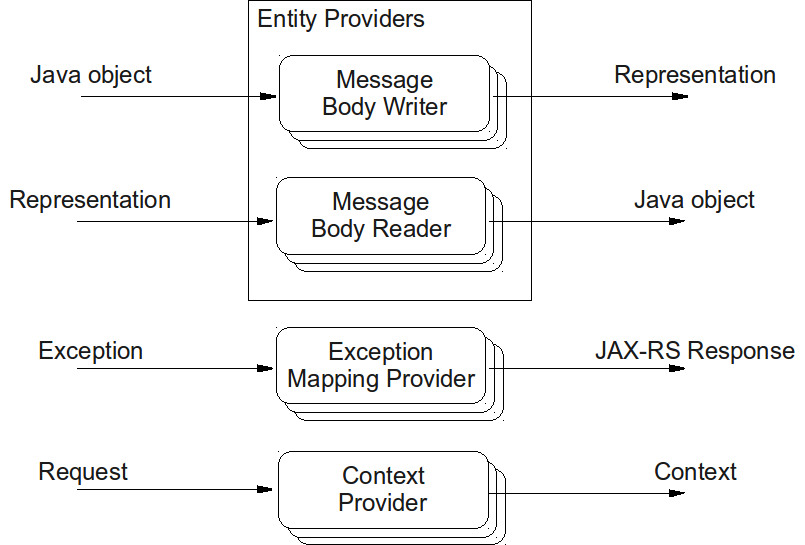 Entity Providers
Java object
Message
Body Writer
Representation
Representation
Message
Body Reader
Java object
Exception
Exception
Mapping Provider
JAX-RS Response
Request
Context
Provider
Context